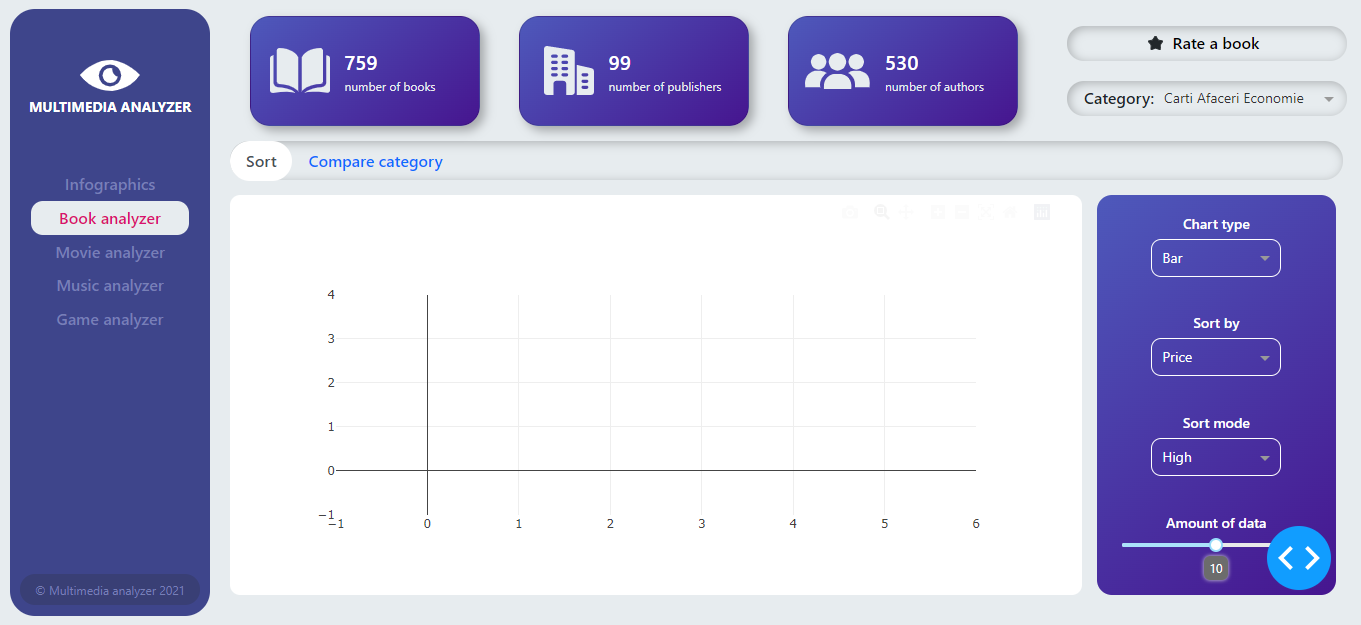 MULTIMEDIA ANALYZER
Infographics
Book analyzer
Movie analyzer
Music analyzer
Game analyzer
© Multimedia analyzer 2021
759
number of books
99
number of publishers
530
number of authors
Rate a book
Category: Carti Afaceri Economie
Sort
Compare category
4
3
2
1
0
−1
−1 0 1 2 3 4 5 6
Chart type
Bar
Sort by
Price
Sort mode
High
Amount of data
10